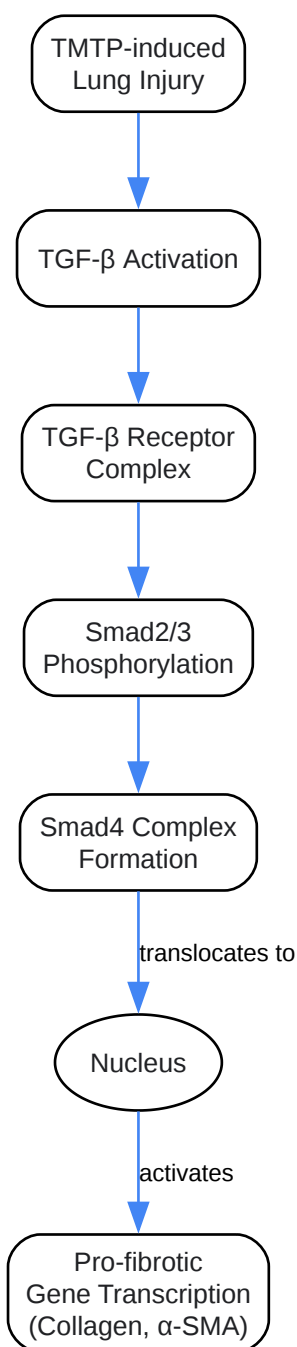 TMTP-induced
Lung Injury
TGF-β Activation
TGF-β Receptor
Complex
Smad2/3
Phosphorylation
Smad4 Complex
Formation
translocates to
Nucleus
activates
Pro-fibrotic
Gene Transcription
(Collagen, α-SMA)